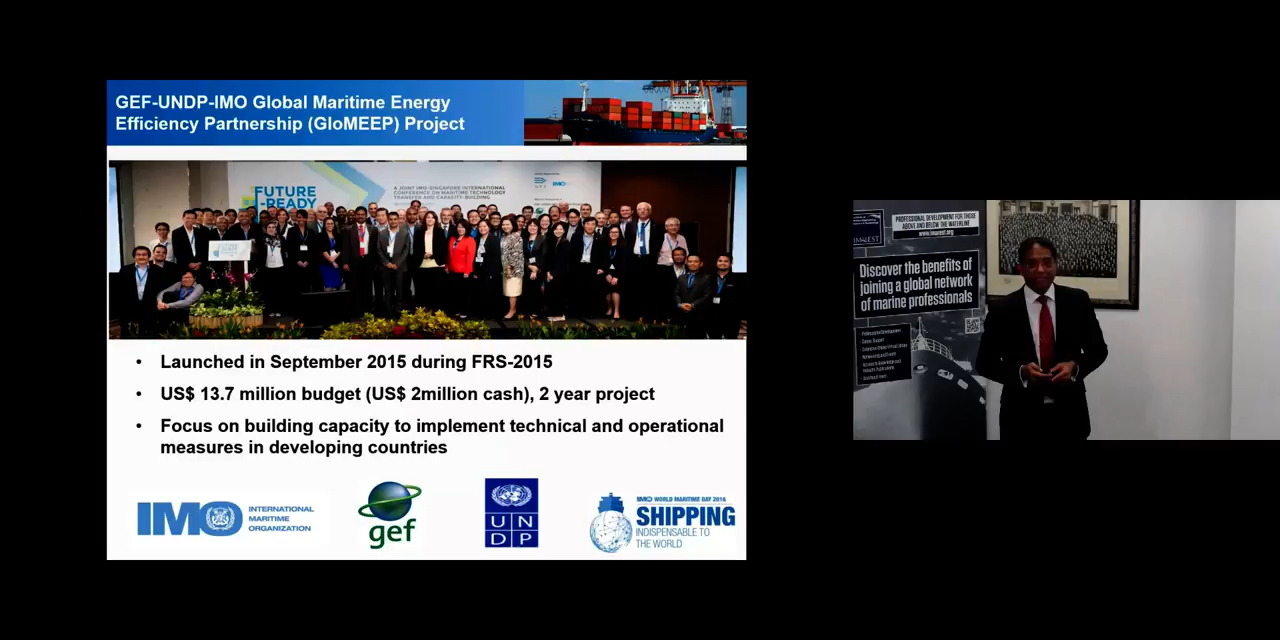 GEF-UNDP-IMO Global Maritime Energy
Efficiency Partnership (GloMEEP) Project
FUTURE
-READY
A JOINT IMO-SINGAPORE INTERNATIONAL
CONFERENCE ON MARITIME TECHNOLOGY
TRANSFER AND CAPACITY-BUILDING
• Launched in September 2015 during FRS-2015
• US$ 13.7 million budget (US$ 2million cash), 2 year project
• Focus on building capacity to implement technical and operational
measures in developing countries
IMO
INTERNATIONAL
MARITIME
ORGANIZATION
gef
U N
D P
IMO WORLD MARITIME DAY 2016
SHIPPING
INDISPENSABLE TO
THE WORLD
IMarEST
PROFESSIONAL DEVELOPMENT FOR THOSE
ABOVE AND BELOW THE WATERLINE
www.imarest.org
Discover the benefits of
joining a global network
of marine professionals